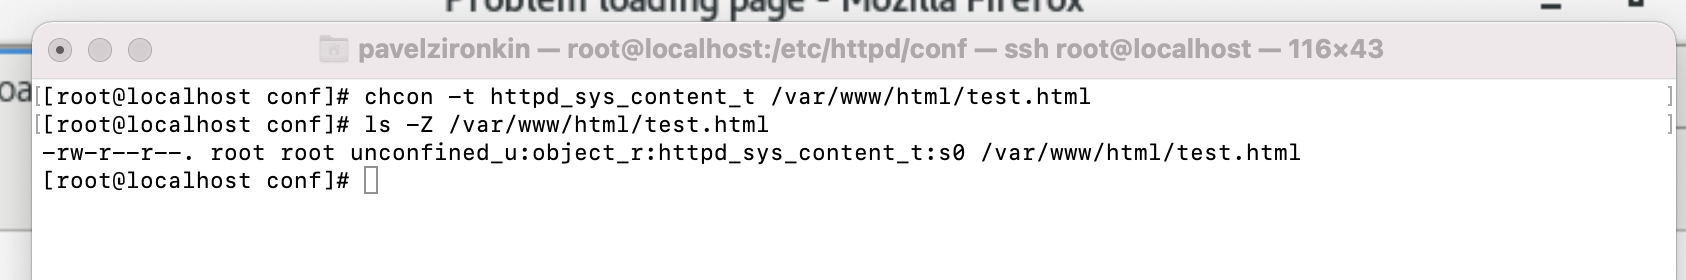 Problem loading page - Mozilla Firefox
pavelzironkin — root@localhost:/etc/httpd/conf — ssh root@localhost — 116×43
oa
[[root@localhost conf]# chcon -t httpd_sys_content_t /var/www/html/test.html ]
[[root@localhost conf]# ls -Z /var/www/html/test.html ]
-rw-r--r--. root root unconfined_u:object_r:httpd_sys_content_t:s0 /var/www/html/test.html
[root@localhost conf]#